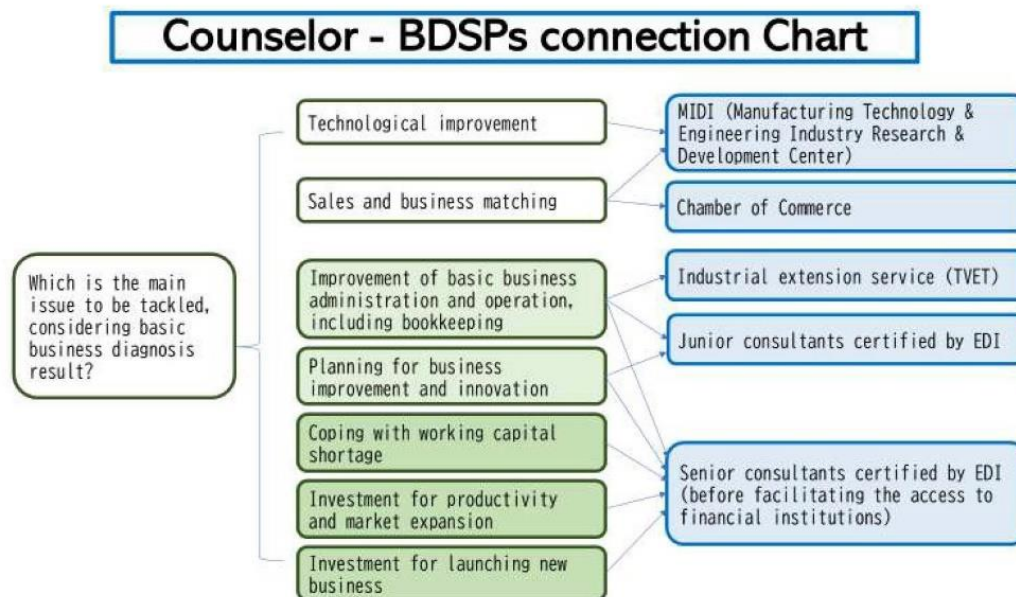 Counselor - BDSPs connection Chart
Which is the main
issue to be tackled,
considering basic
business diagnosis
result?
Technological improvement
Sales and business matching
Improvement of basic business
administration and operation,
including bookkeeping
Planning for business
improvement and innovation
Coping with working capital
shortage
Investment for productivity
and market expansion
Investment for launching new
business
MIDI (Manufacturing Technology &
Engineering Industry Research &
Development Center)
Chamber of Commerce
Industrial extension service (TVET)
Junior consultants certified by EDI
Senior consultants certified by EDI
(before facilitating the access to
financial institutions)